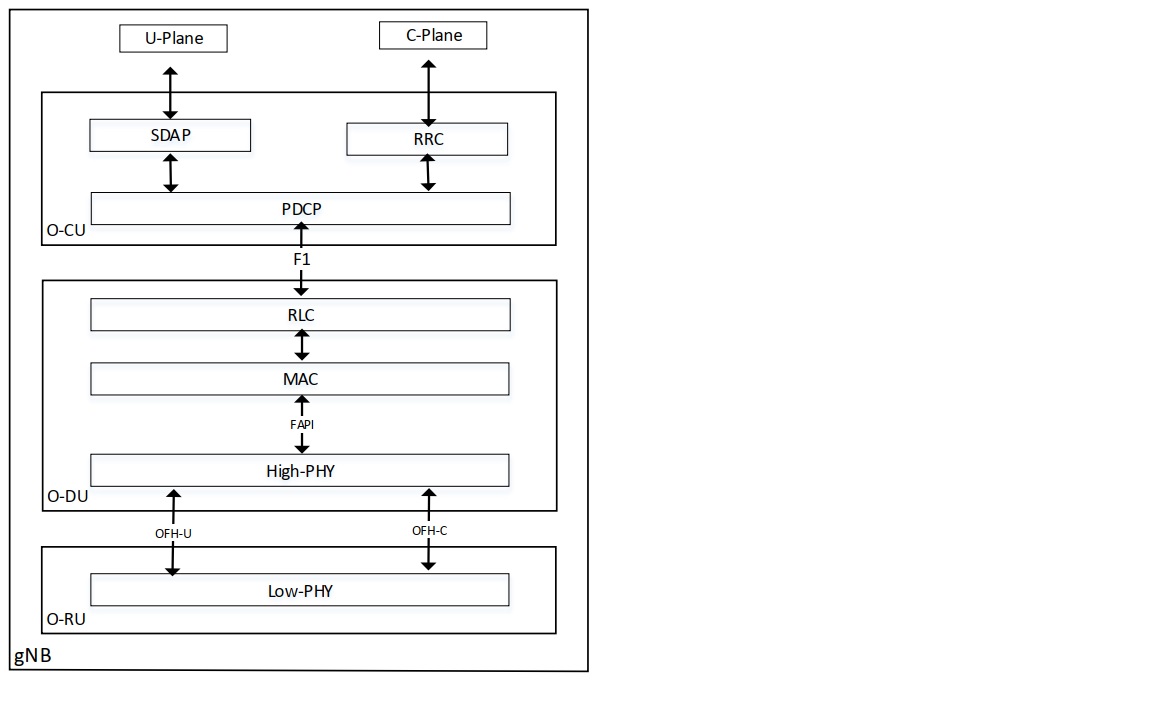 U-Plane
C-Plane
SDAP
RRC
PDCP
O-CU
F1
RLC
MAC
FAPI
High-PHY
O-DU
OFH-U
OFH-C
Low-PHY
O-RU
gNB